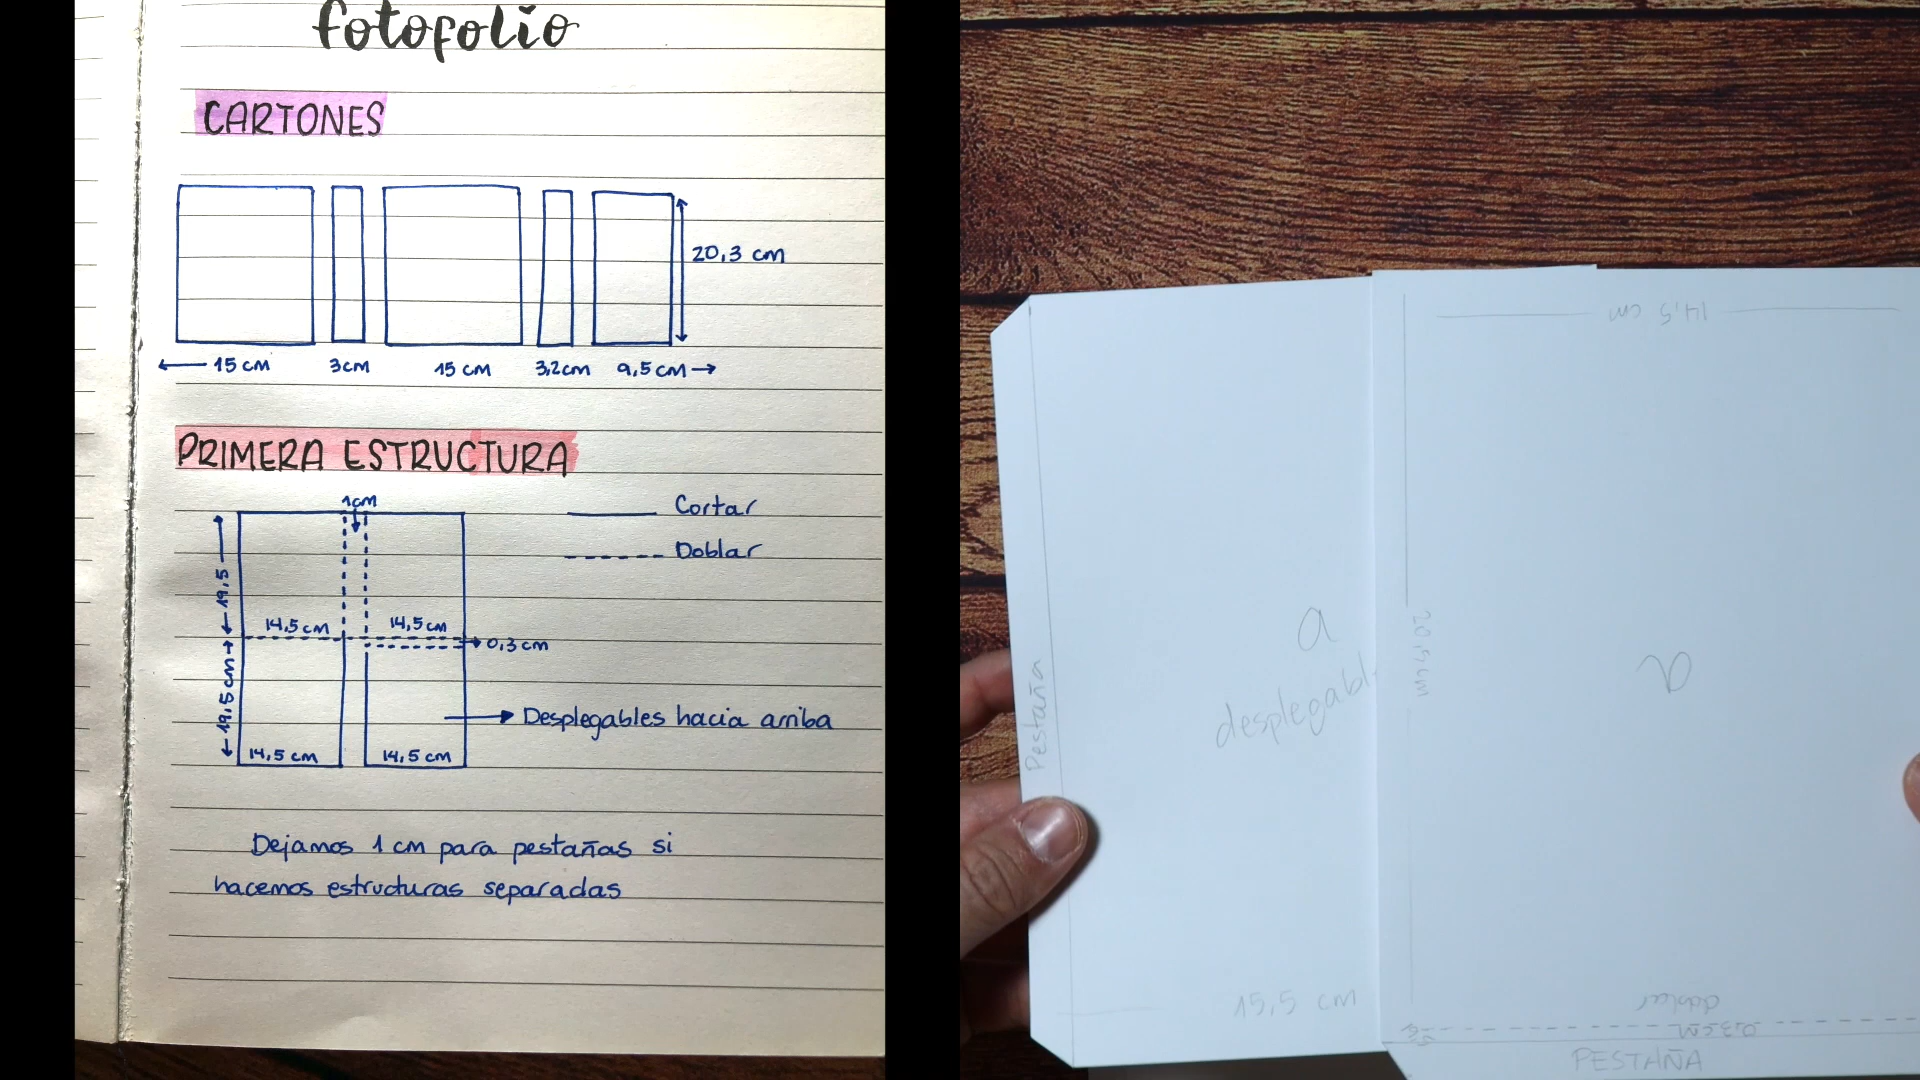 fotofolio
CARTONES
20,3 cm
15 cm 3cm 15 cm 3,2cm 9,5 cm
PRIMERA ESTRUCTURA
1cm
Cortar
Doblar
19,5
14,5 cm 14,5 cm
0,3 cm
19,5 cm
Desplegables hacia arriba
14,5 cm 14,5 cm
Dejamos 1 cm para pestañas si
hacemos estructuras separadas
14,5 cm
a
desplegabl
Pestaña
15,5 cm
20,5 cm
a
doblar
0,3 cm
PESTAÑA